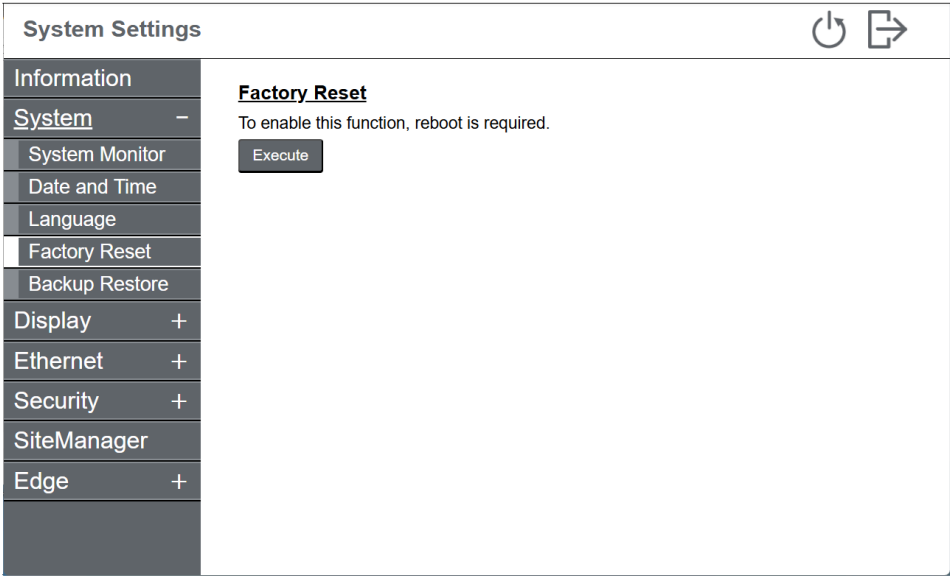 System Settings
Information
System −
System Monitor
Date and Time
Language
Factory Reset
Backup Restore
Display +
Ethernet +
Security +
SiteManager
Edge +
Factory Reset
To enable this function, reboot is required.
Execute